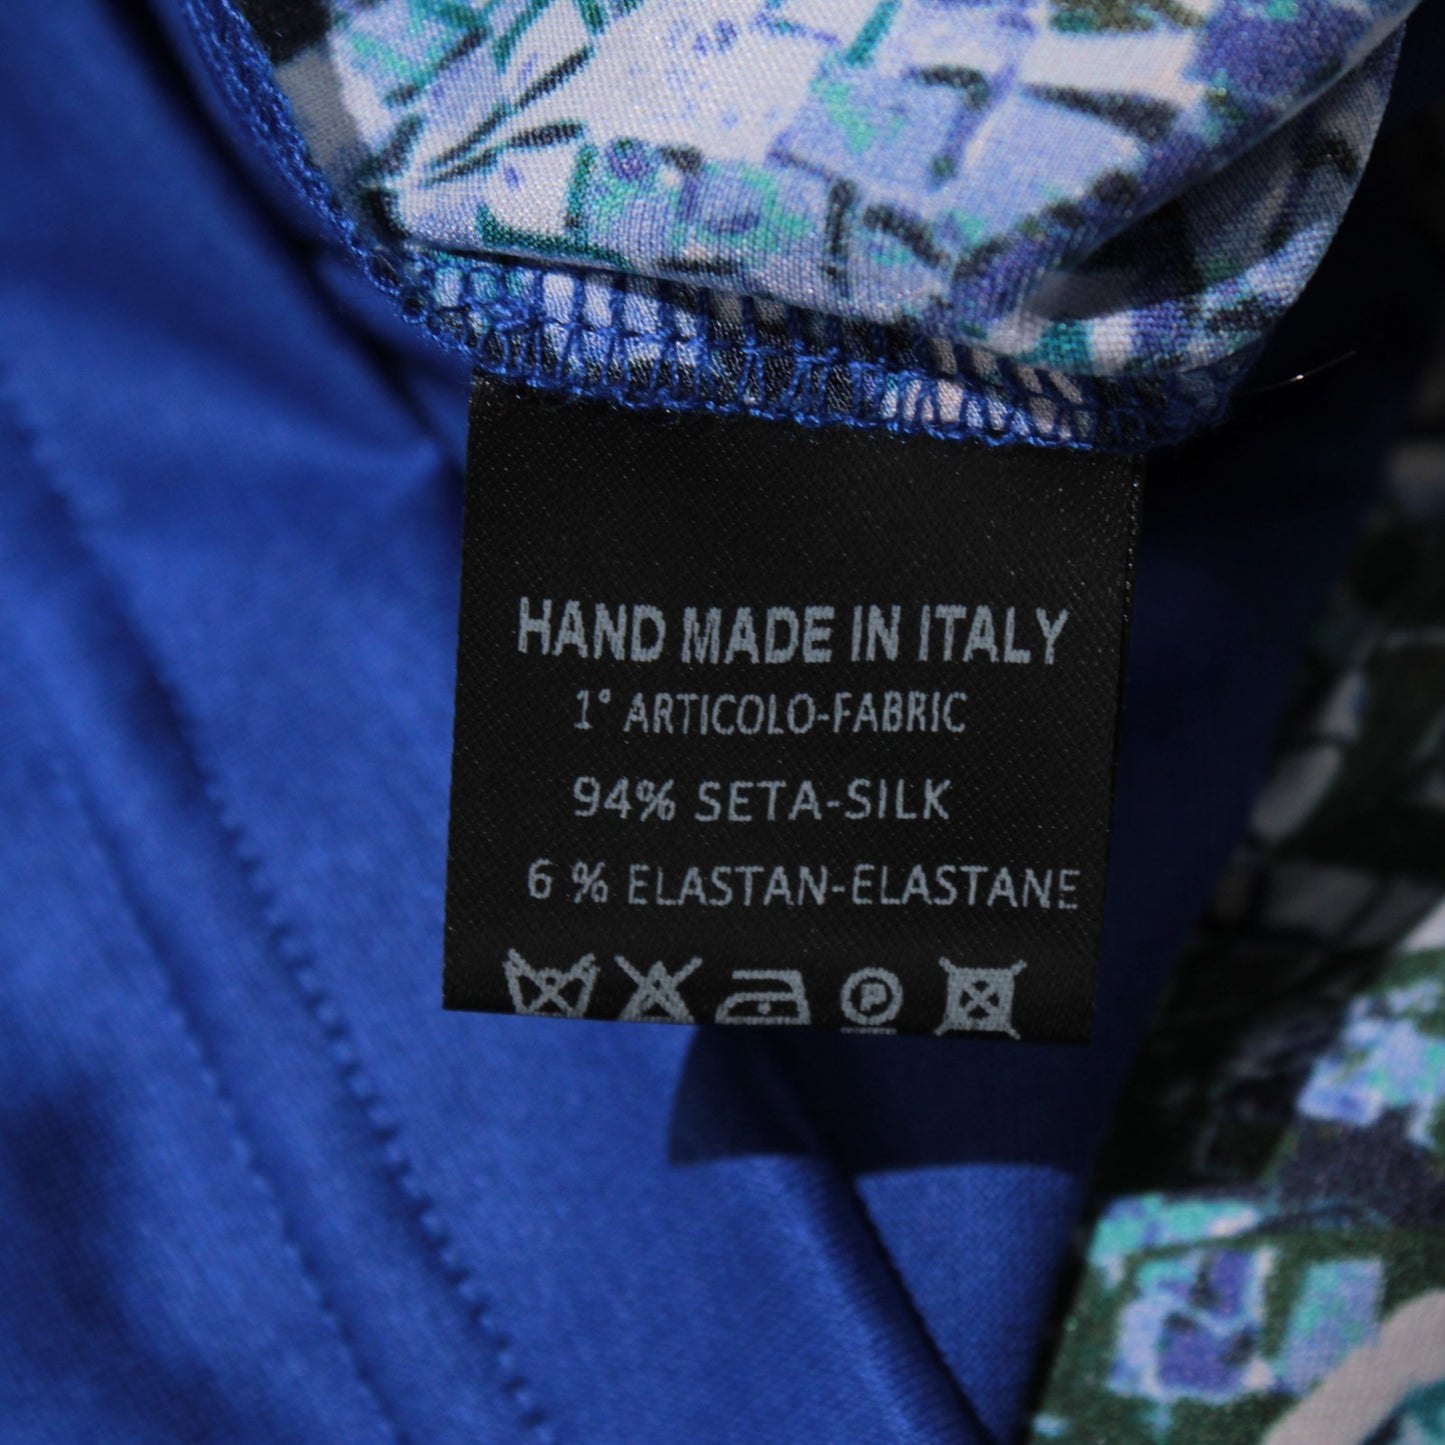 HAND MADE IN ITALY
1° ARTICOLO-FABRIC
94% SETA-SILK
6 % ELASTAN-ELASTANE
P